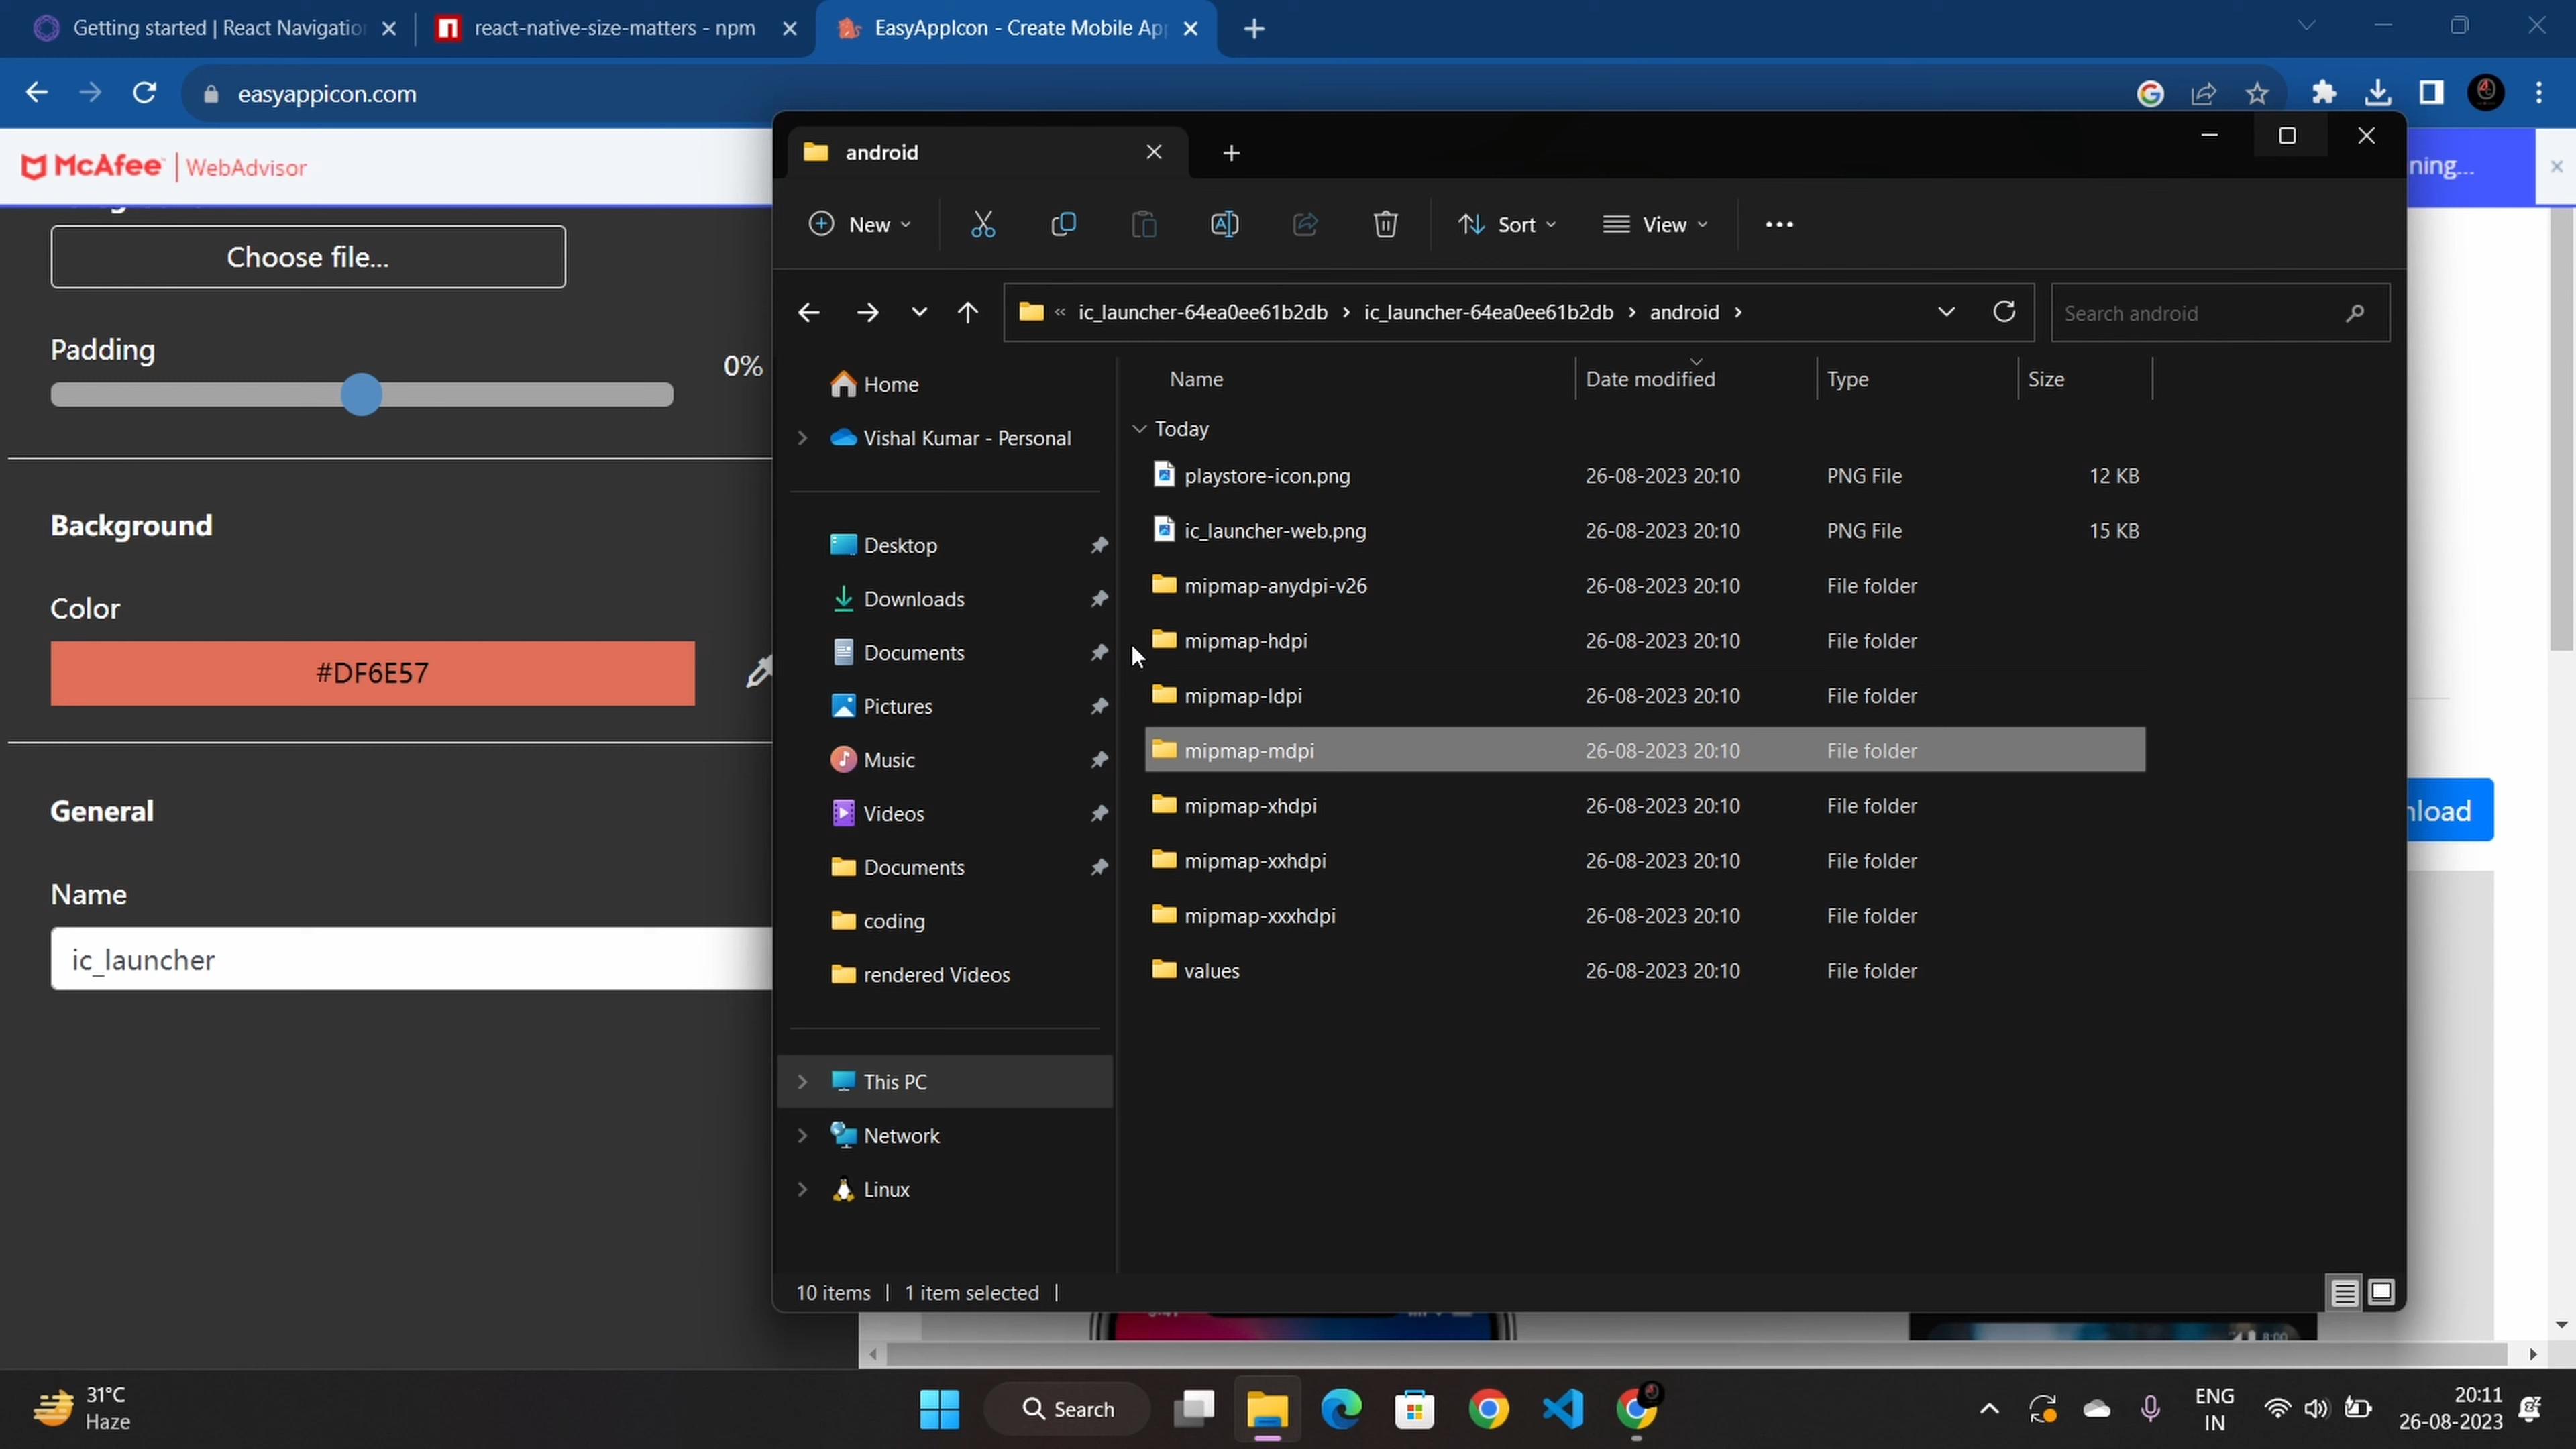 Getting started | React Navigation
react-native-size-matters - npm
EasyAppIcon - Create Mobile App
easyappicon.com
McAfee | WebAdvisor
ning...
Choose file...
Padding
0%
Background
Color
#DF6E57
General
Name
ic_launcher
nload
android
New
Sort
View
« ic_launcher-64ea0ee61b2db › ic_launcher-64ea0ee61b2db › android ›
Search android
Home
Vishal Kumar - Personal
Desktop
Downloads
Documents
Pictures
Music
Videos
Documents
coding
rendered Videos
This PC
Network
Linux
Name Date modified Type Size
Today
playstore-icon.png 26-08-2023 20:10 PNG File 12 KB
ic_launcher-web.png 26-08-2023 20:10 PNG File 15 KB
mipmap-anydpi-v26 26-08-2023 20:10 File folder
mipmap-hdpi 26-08-2023 20:10 File folder
mipmap-ldpi 26-08-2023 20:10 File folder
mipmap-mdpi 26-08-2023 20:10 File folder
mipmap-xhdpi 26-08-2023 20:10 File folder
mipmap-xxhdpi 26-08-2023 20:10 File folder
mipmap-xxxhdpi 26-08-2023 20:10 File folder
values 26-08-2023 20:10 File folder
10 items | 1 item selected |
8:00
31°C
Haze
Search
ENG
IN
20:11
26-08-2023